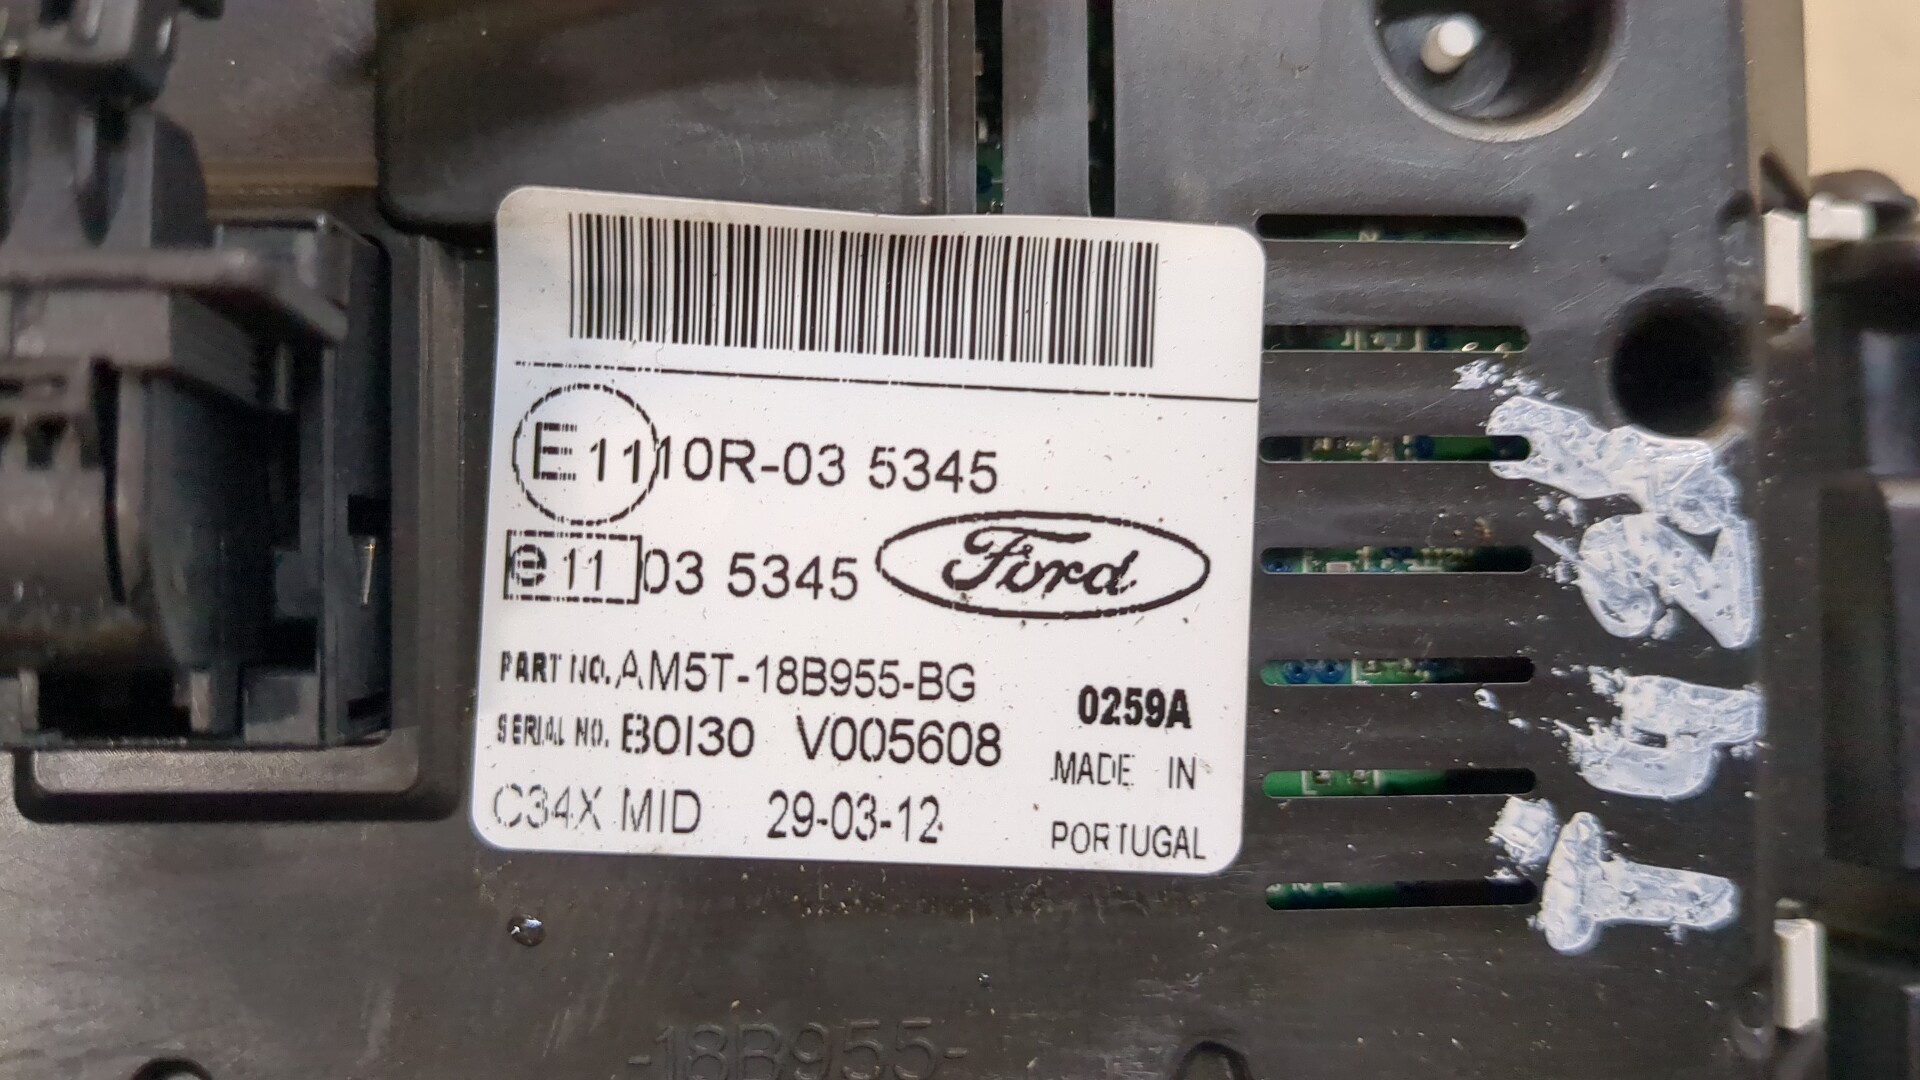 E11 10R-03 5345
e11 03 5345
Ford
PART NO. AM5T-18B955-BG
0259A
SERIAL NO. B0I30 V005608
MADE IN
C34X MID 29-03-12
PORTUGAL
-18B955-